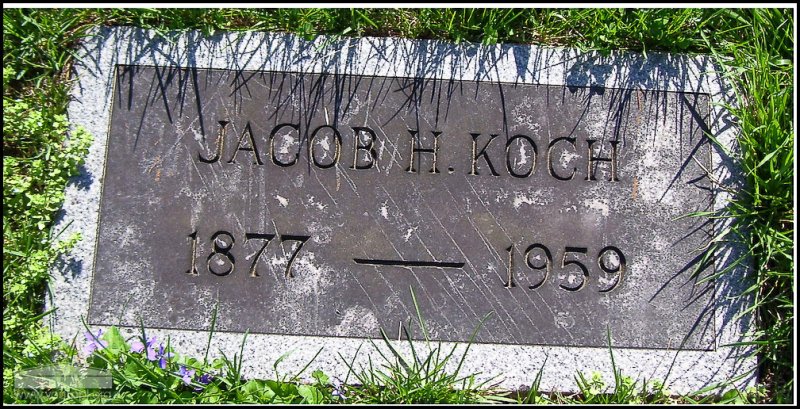 JACOB H. KOCH
1877 — 1959